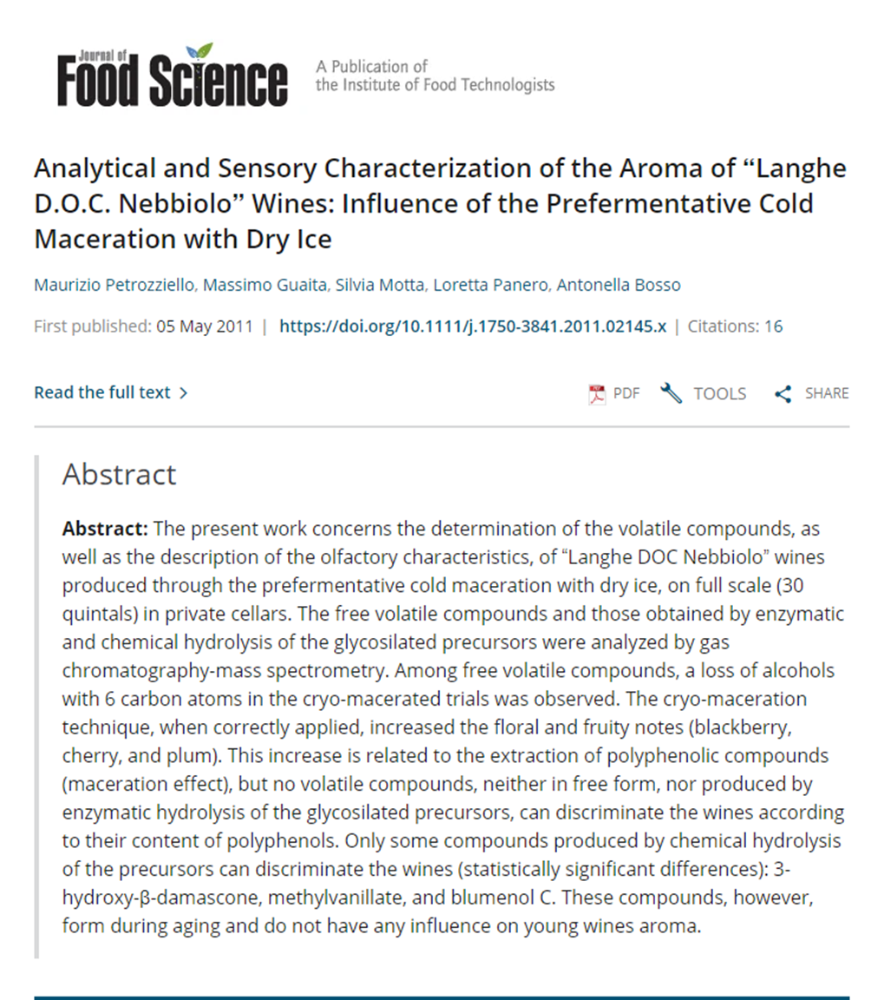 Journal of
Food Science
A Publication of
the Institute of Food Technologists
Analytical and Sensory Characterization of the Aroma of “Langhe
D.O.C. Nebbiolo” Wines: Influence of the Prefermentative Cold
Maceration with Dry Ice
Maurizio Petrozziello, Massimo Guaita, Silvia Motta, Loretta Panero, Antonella Bosso
First published: 05 May 2011 | https://doi.org/10.1111/j.1750-3841.2011.02145.x | Citations: 16
Read the full text >
PDF TOOLS SHARE
Abstract
Abstract: The present work concerns the determination of the volatile compounds, as
well as the description of the olfactory characteristics, of “Langhe DOC Nebbiolo” wines
produced through the prefermentative cold maceration with dry ice, on full scale (30
quintals) in private cellars. The free volatile compounds and those obtained by enzymatic
and chemical hydrolysis of the glycosilated precursors were analyzed by gas
chromatography-mass spectrometry. Among free volatile compounds, a loss of alcohols
with 6 carbon atoms in the cryo-macerated trials was observed. The cryo-maceration
technique, when correctly applied, increased the floral and fruity notes (blackberry,
cherry, and plum). This increase is related to the extraction of polyphenolic compounds
(maceration effect), but no volatile compounds, neither in free form, nor produced by
enzymatic hydrolysis of the glycosilated precursors, can discriminate the wines according
to their content of polyphenols. Only some compounds produced by chemical hydrolysis
of the precursors can discriminate the wines (statistically significant differences): 3-
hydroxy-β-damascone, methylvanillate, and blumenol C. These compounds, however,
form during aging and do not have any influence on young wines aroma.